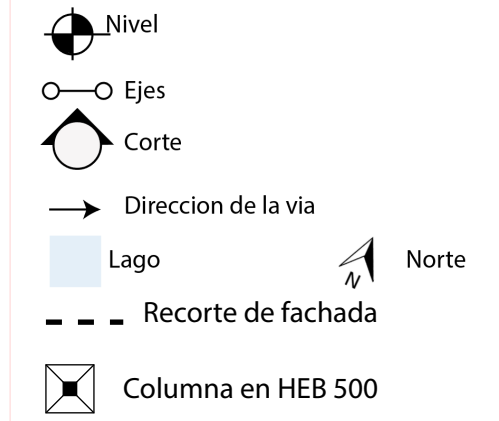 Nivel
Ejes
Corte
Direccion de la via
Lago
N
Norte
Recorte de fachada
Columna en HEB 500